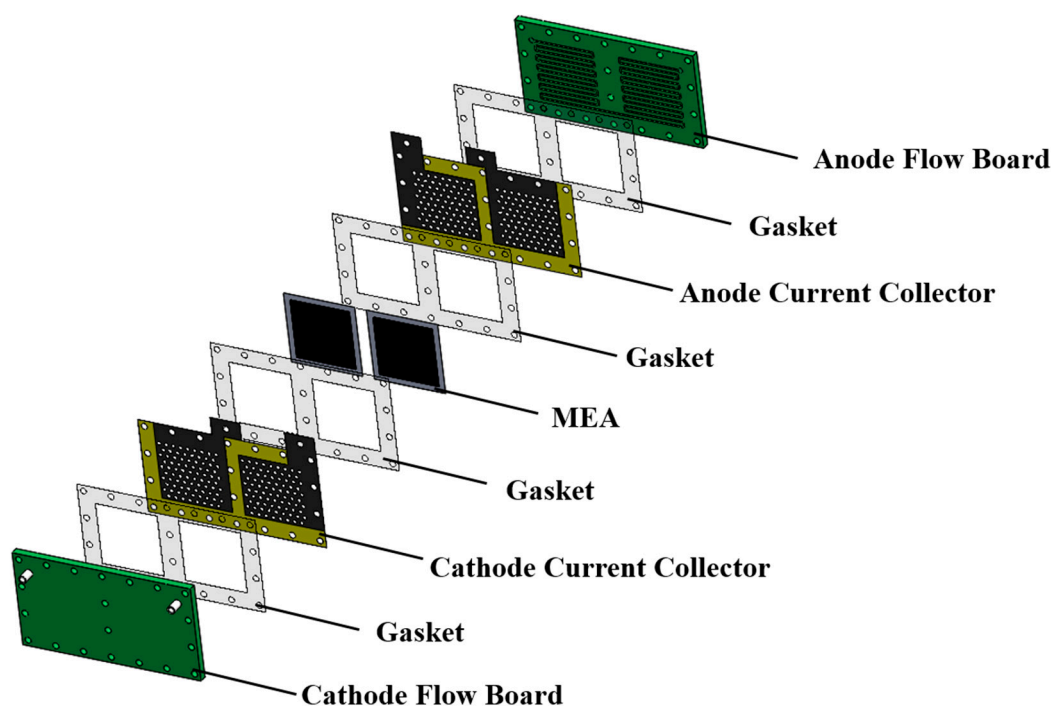 Anode Flow Board
Gasket
Anode Current Collector
Gasket
MEA
Gasket
Cathode Current Collector
Gasket
Cathode Flow Board